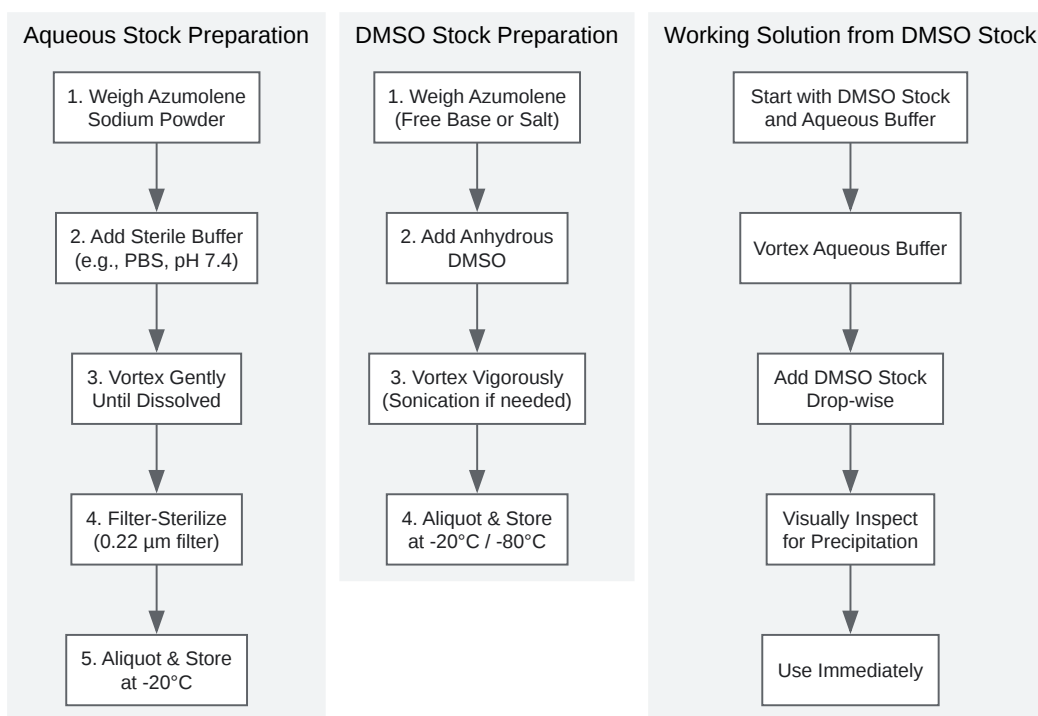 Aqueous Stock Preparation
1. Weigh Azumolene
Sodium Powder
2. Add Sterile Buffer
(e.g., PBS, pH 7.4)
3. Vortex Gently
Until Dissolved
4. Filter-Sterilize
(0.22 µm filter)
5. Aliquot & Store
at -20°C
DMSO Stock Preparation
1. Weigh Azumolene
(Free Base or Salt)
2. Add Anhydrous
DMSO
3. Vortex Vigorously
(Sonication if needed)
4. Aliquot & Store
at -20°C / -80°C
Working Solution from DMSO Stock
Start with DMSO Stock
and Aqueous Buffer
Vortex Aqueous Buffer
Add DMSO Stock
Drop-wise
Visually Inspect
for Precipitation
Use Immediately